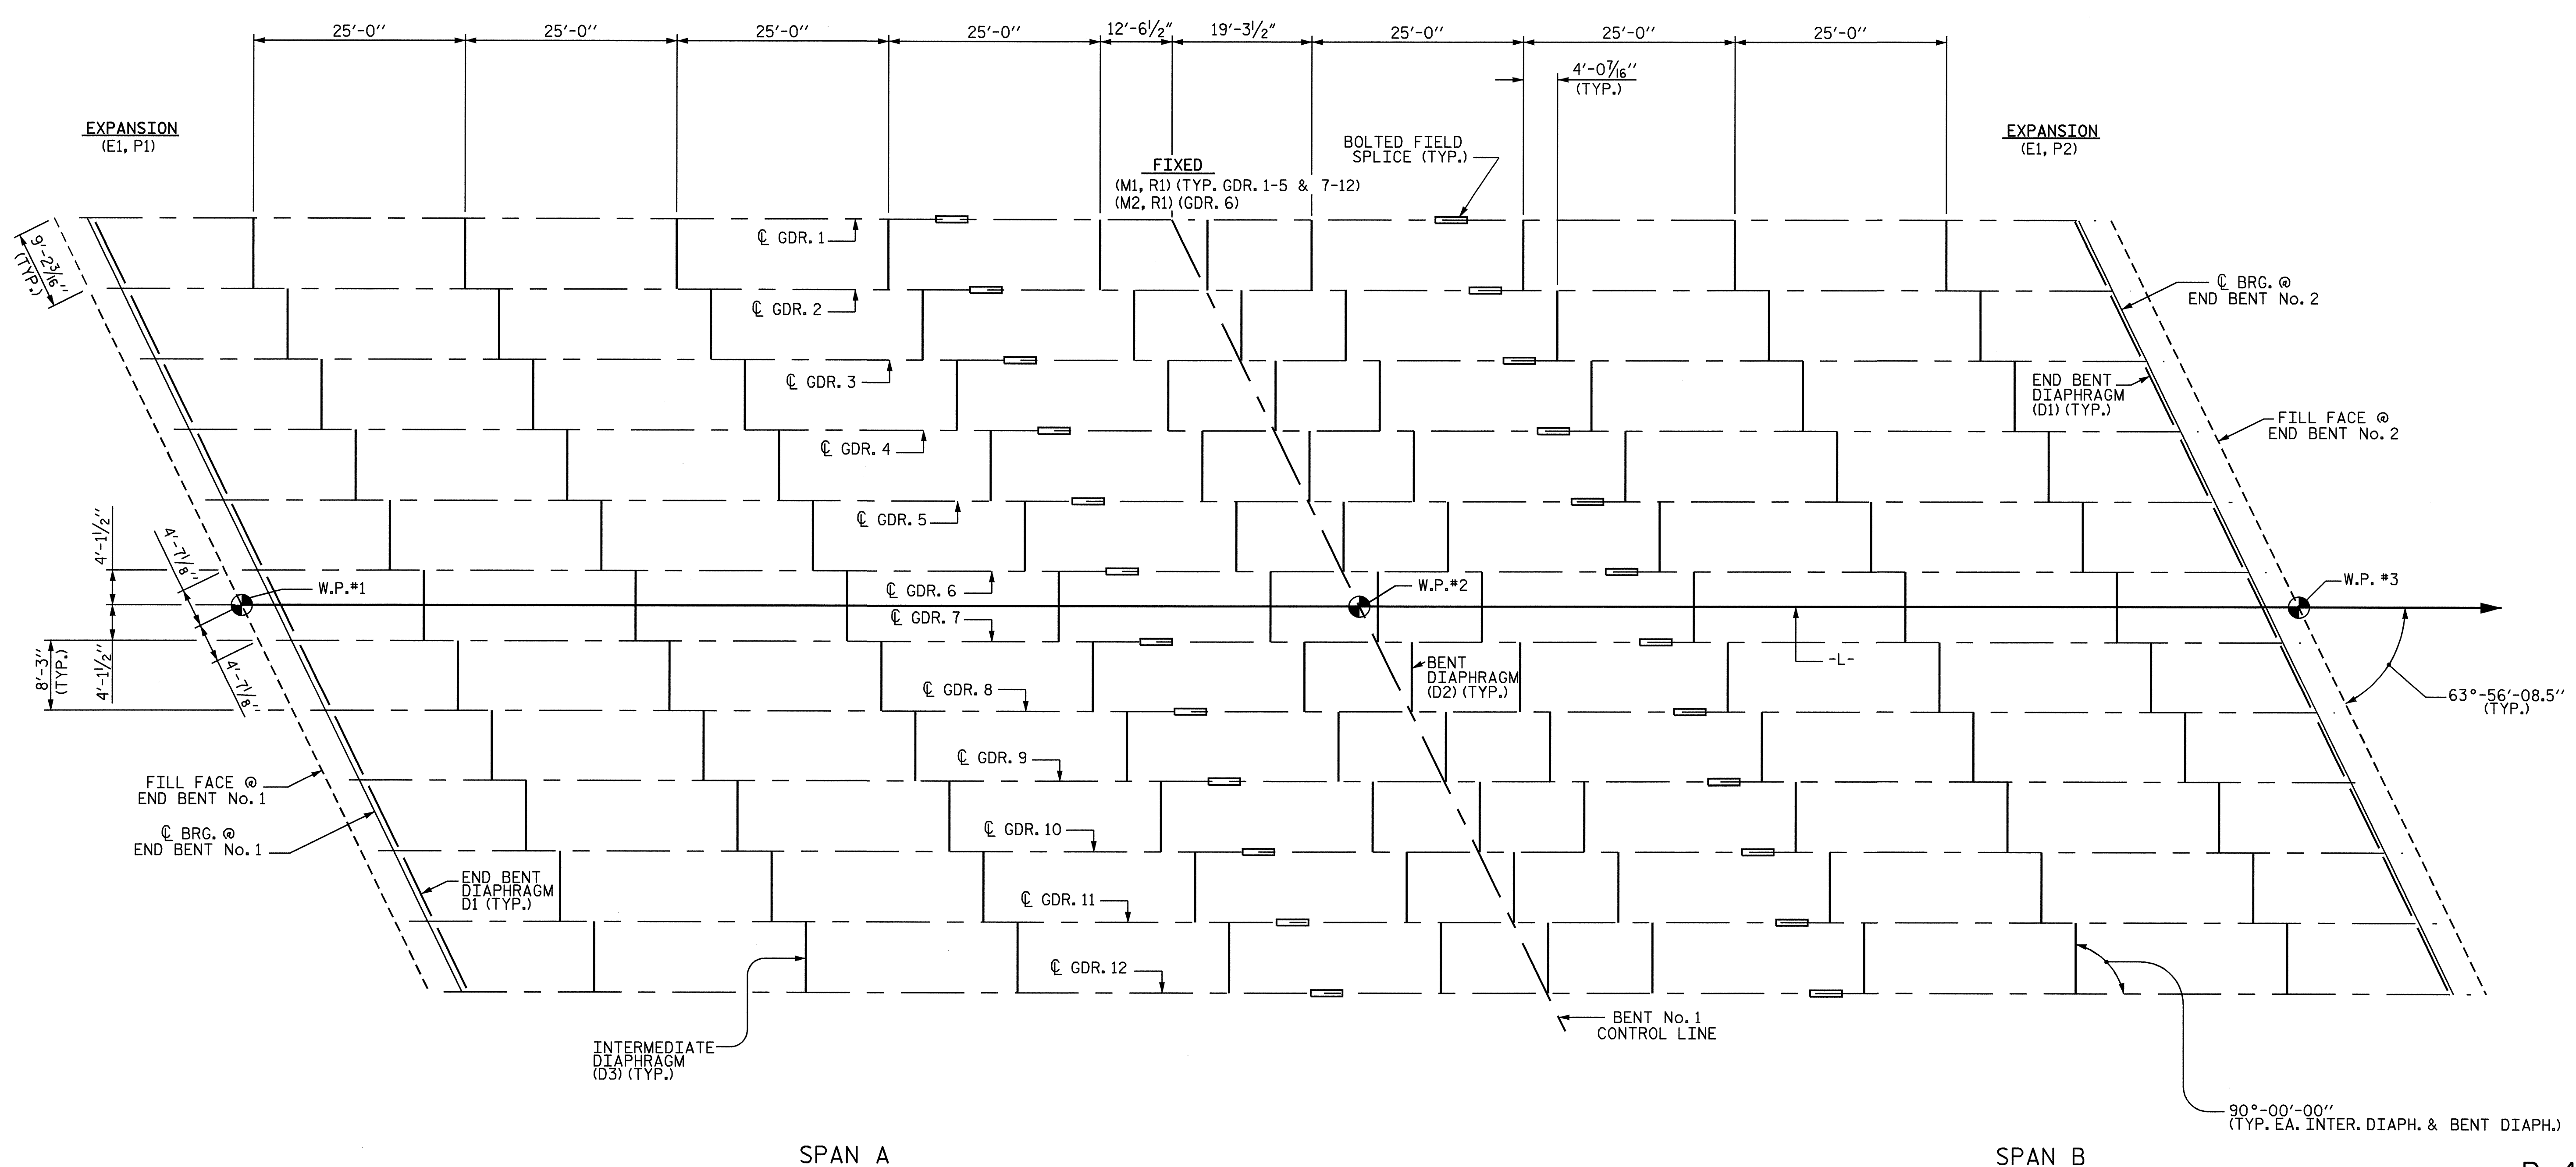 25'-0"
25'-0"
25'-0"
25'-0"
12'-6½"
19'-3½"
25'-0"
25'-0"
25'-0"
4'-0⁷⁄₁₆"
(TYP.)
EXPANSION
(E1, P1)
EXPANSION
(E1, P2)
BOLTED FIELD
SPLICE (TYP.)
FIXED
(M1, R1) (TYP. GDR. 1-5 & 7-12)
(M2, R1) (GDR. 6)
9'-2³⁄₁₆"
(TYP.)
℄ GDR. 1
℄ GDR. 2
℄ GDR. 3
℄ GDR. 4
℄ GDR. 5
℄ GDR. 6
℄ GDR. 7
℄ GDR. 8
℄ GDR. 9
℄ GDR. 10
℄ GDR. 11
℄ GDR. 12
℄ BRG. @
END BENT No. 2
END BENT
DIAPHRAGM
(D1) (TYP.)
FILL FACE @
END BENT No. 2
4'-1½"
4'-1½"
8'-3"
(TYP.)
4'-7⅛"
4'-7⅛"
W.P.#1
W.P.#2
W.P. #3
-L-
BENT
DIAPHRAGM
(D2) (TYP.)
63°-56'-08.5"
(TYP.)
FILL FACE @
END BENT No. 1
℄ BRG. @
END BENT No. 1
END BENT
DIAPHRAGM
D1 (TYP.)
INTERMEDIATE
DIAPHRAGM
(D3) (TYP.)
BENT No. 1
CONTROL LINE
90°-00'-00"
(TYP. EA. INTER. DIAPH. & BENT DIAPH.)
SPAN A
SPAN B